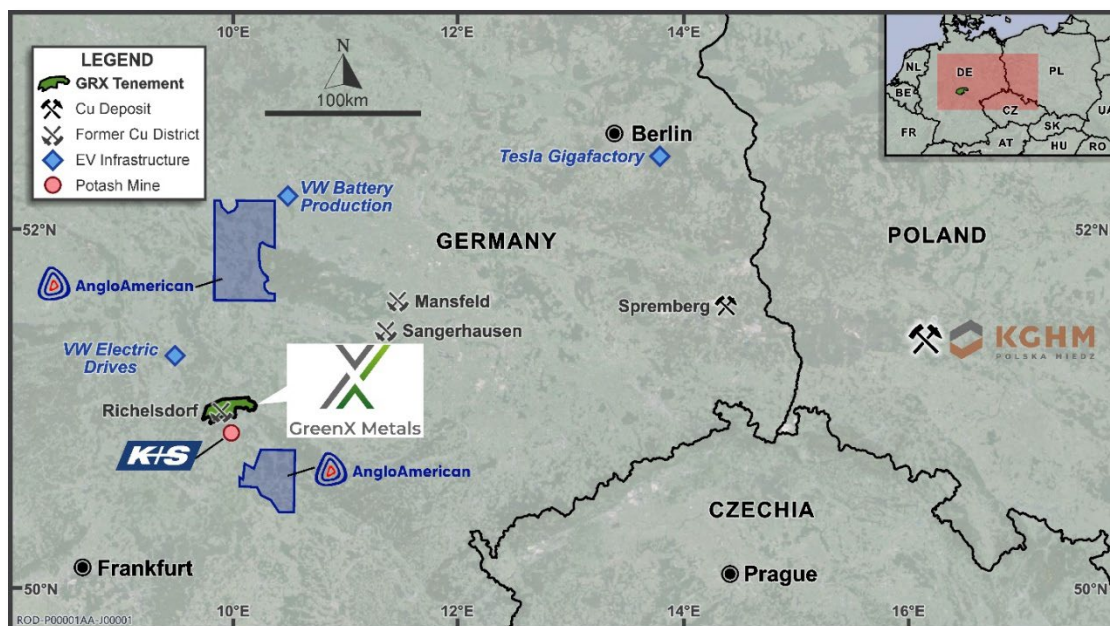 10°E
12°E
14°E
LEGEND
GRX Tenement
Cu Deposit
Former Cu District
EV Infrastructure
Potash Mine
N
100km
NL
DE
PL
BE
CZ
UA
FR
SK
AT
HU
RO
Berlin
Tesla Gigafactory
VW Battery
Production
52°N
GERMANY
POLAND
52°N
AngloAmerican
Mansfeld
Sangerhausen
Spremberg
KGHM
POLSKA MIEDŹ
VW Electric
Drives
Richelsdorf
GreenX Metals
K+S
AngloAmerican
CZECHIA
Frankfurt
Prague
50°N
50°N
10°E
12°E
14°E
16°E
ROD-P00001AA-J00001